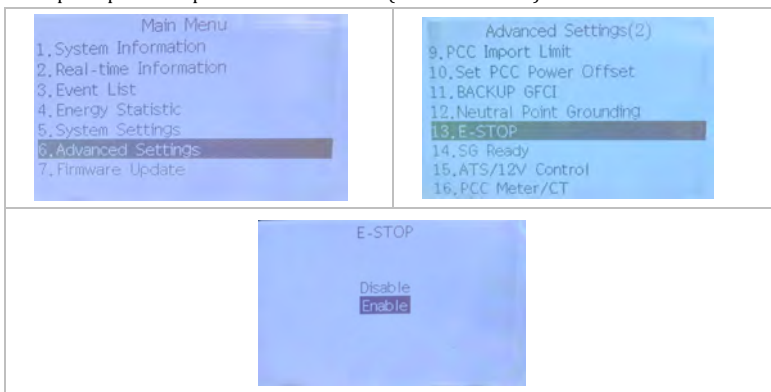 Main Menu
1.System Information
2.Real-time Information
3.Event List
4.Energy Statistic
5.System Settings
6.Advanced Settings
7.Firmware Update
Advanced Settings(2)
9.PCC Import Limit
10.Set PCC Power Offset
11.BACKUP GFCI
12.Neutral Point Grounding
13.E-STOP
14.SG Ready
15.ATS/12V Control
16.PCC Meter/CT
E-STOP
Disable
Enable